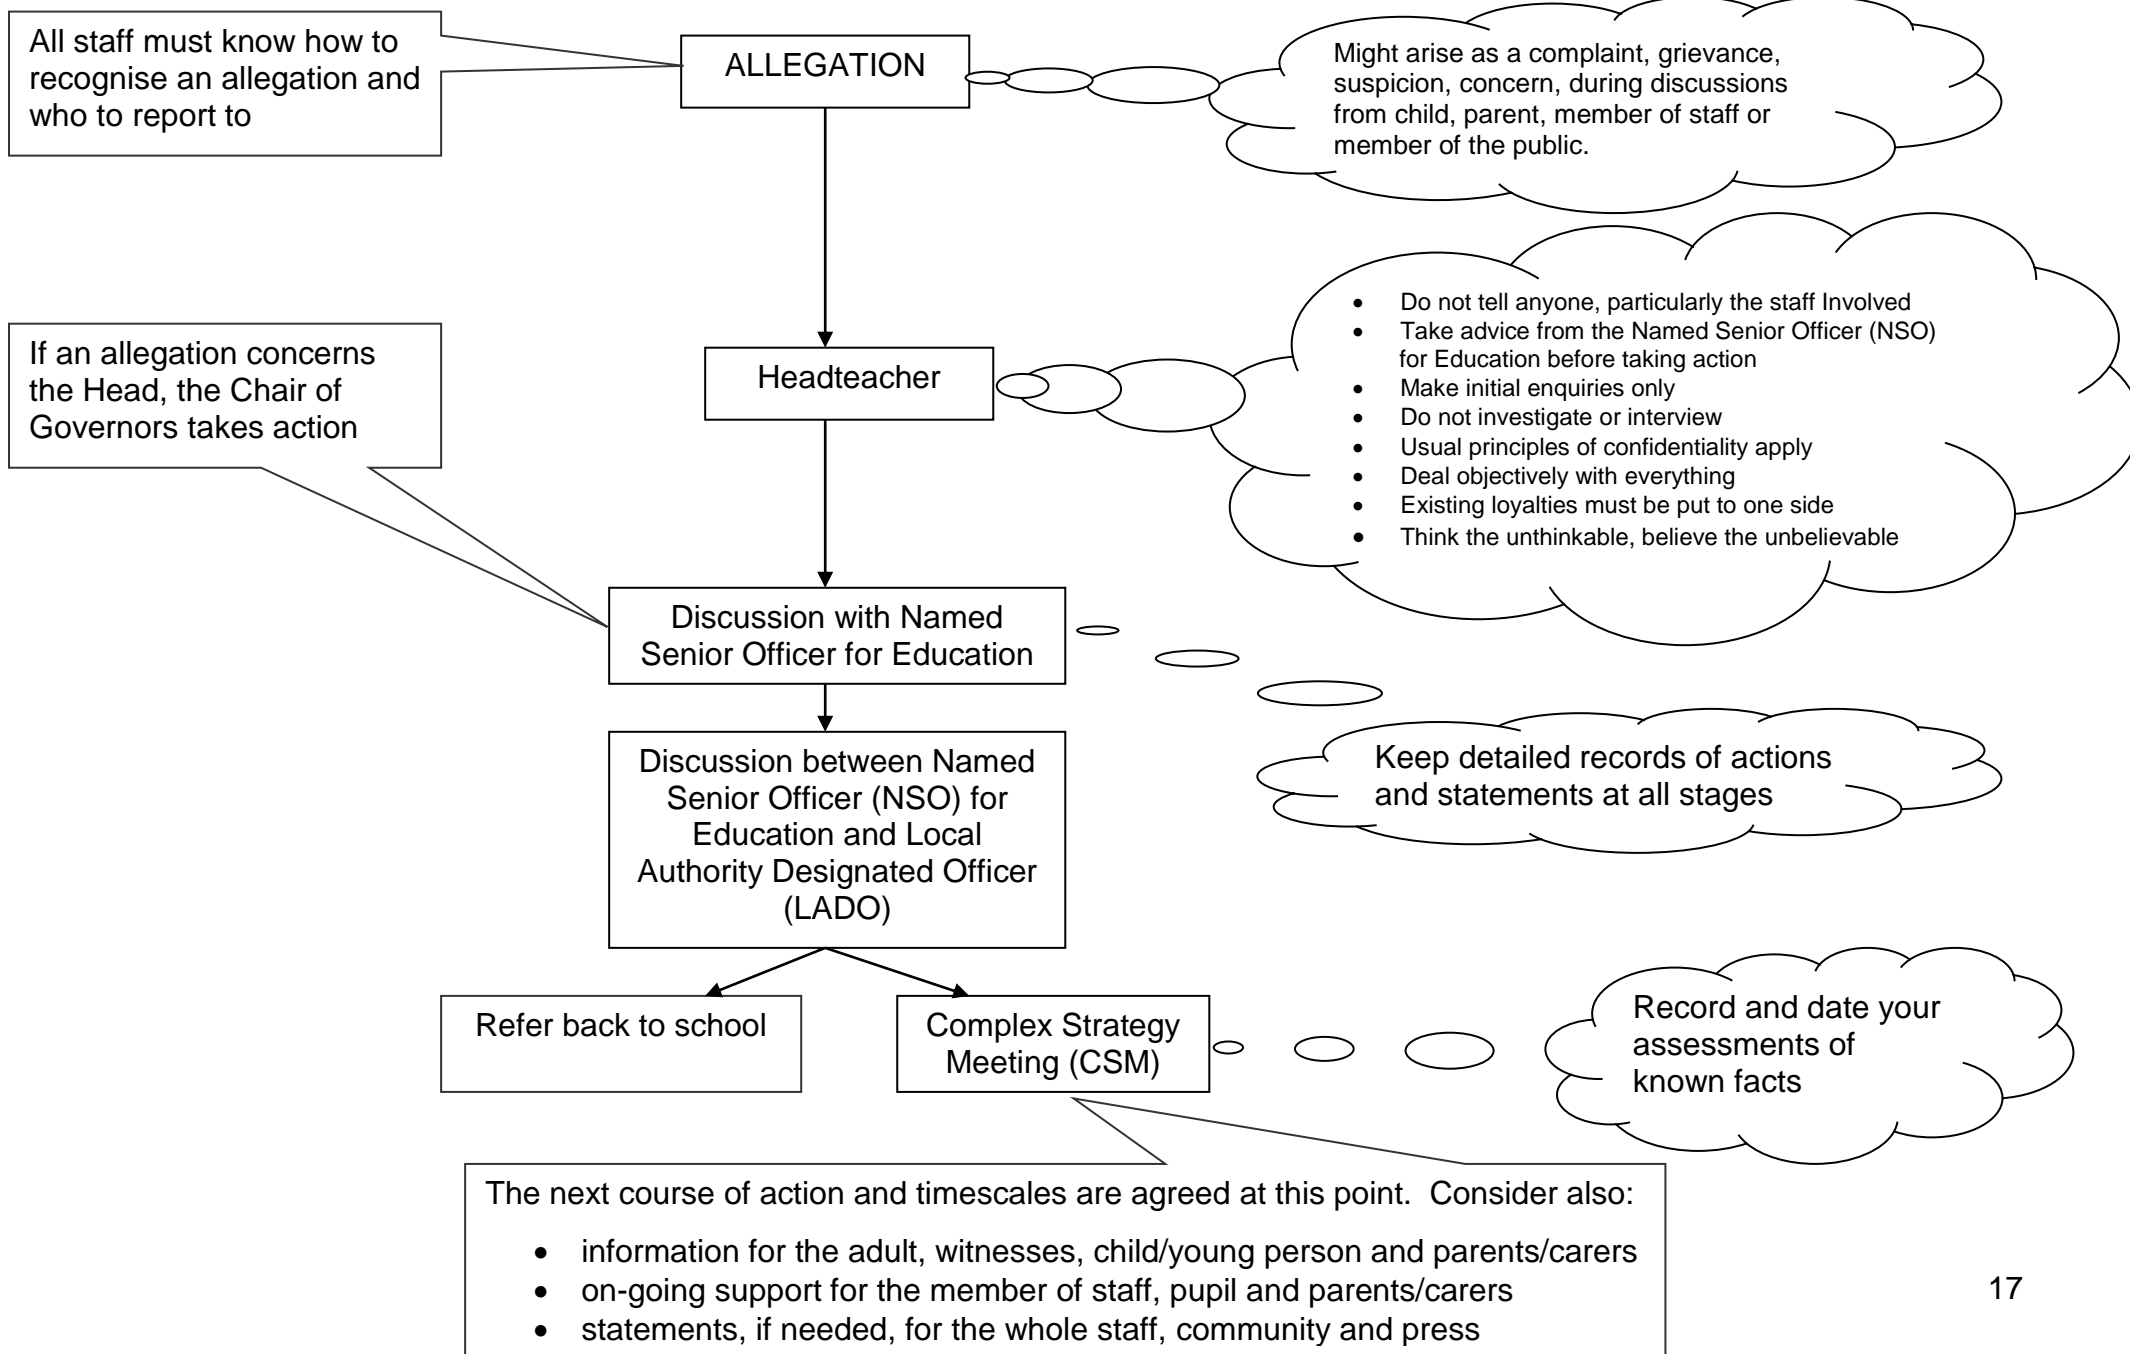 All staff must know how to
recognise an allegation and
who to report to
ALLEGATION
Might arise as a complaint, grievance,
suspicion, concern, during discussions
from child, parent, member of staff or
member of the public.
If an allegation concerns
the Head, the Chair of
Governors takes action
Headteacher
• Do not tell anyone, particularly the staff Involved
• Take advice from the Named Senior Officer (NSO)
for Education before taking action
• Make initial enquiries only
• Do not investigate or interview
• Usual principles of confidentiality apply
• Deal objectively with everything
• Existing loyalties must be put to one side
• Think the unthinkable, believe the unbelievable
Discussion with Named
Senior Officer for Education
Keep detailed records of actions
and statements at all stages
Discussion between Named
Senior Officer (NSO) for
Education and Local
Authority Designated Officer
(LADO)
Refer back to school
Complex Strategy
Meeting (CSM)
Record and date your
assessments of
known facts
The next course of action and timescales are agreed at this point.  Consider also:
• information for the adult, witnesses, child/young person and parents/carers
• on-going support for the member of staff, pupil and parents/carers
• statements, if needed, for the whole staff, community and press
17